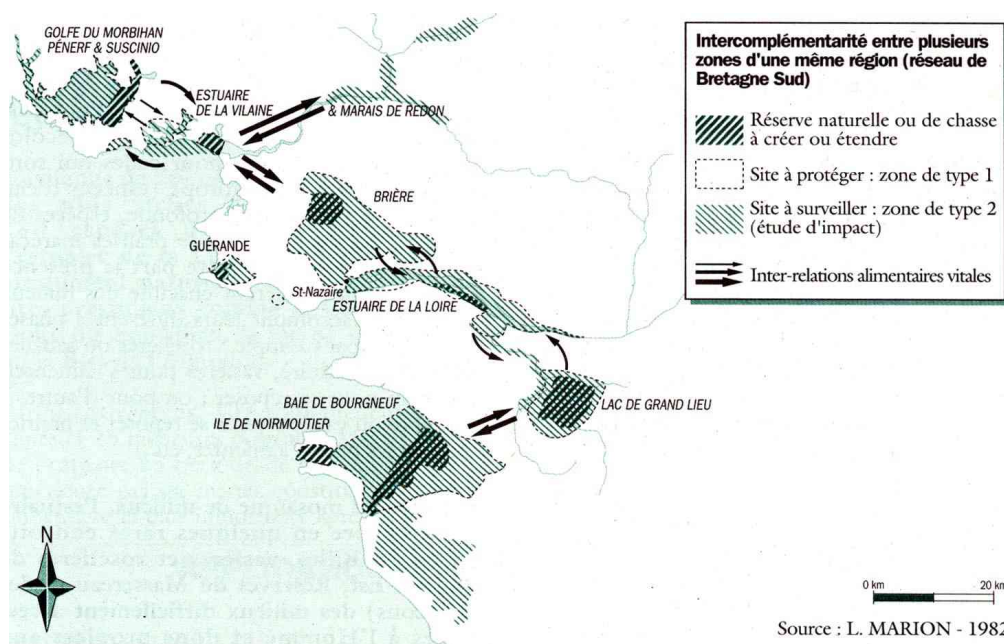 GOLFE DU MORBIHAN
PÉNERF & SUSCINIO
ESTUAIRE
DE LA VILAINE
& MARAIS DE REDON
BRIÈRE
GUÉRANDE
St-Nazaire
ESTUAIRE DE LA LOIRE
BAIE DE BOURGNEUF
ILE DE NOIRMOUTIER
LAC DE GRAND LIEU
N
Intercomplémentarité entre plusieurs
zones d'une même région (réseau de
Bretagne Sud)
Réserve naturelle ou de chasse
à créer ou étendre
Site à protéger : zone de type 1
Site à surveiller : zone de type 2
(étude d'impact)
Inter-relations alimentaires vitales
0 km
20 km
Source : L. MARION - 1982